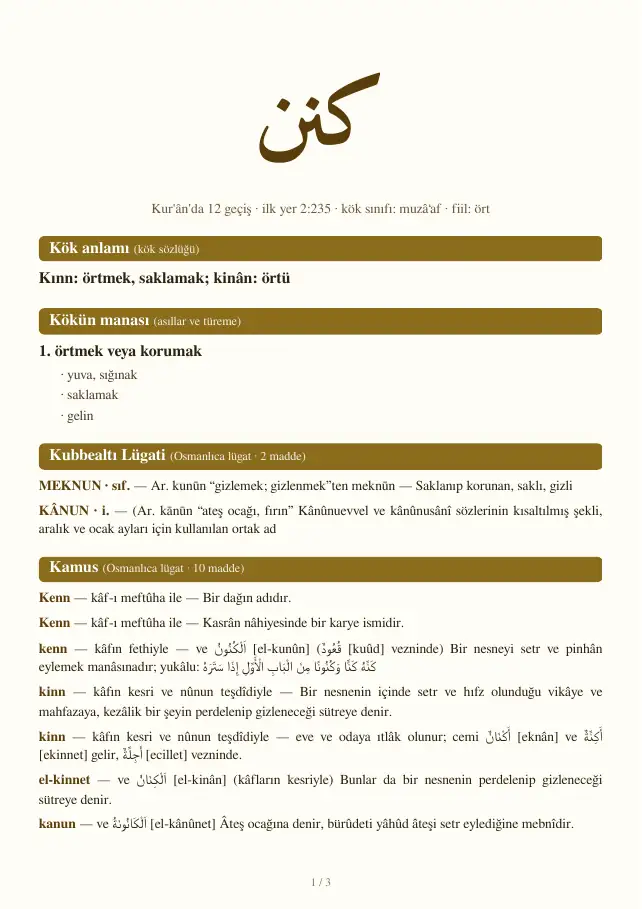 كنن
Kur'ân'da 12 geçiş · ilk yer 2:235 · kök sınıfı: muzâ‘af · fiil: ört
Kök anlamı (kök sözlüğü)
Kınn: örtmek, saklamak; kinân: örtü
Kökün manası (asıllar ve türeme)
1. örtmek veya korumak
· yuva, sığınak
· saklamak
· gelin
Kubbealtı Lügati (Osmanlıca lügat · 2 madde)
MEKNUN · sıf. — Ar. kunūn “gizlemek; gizlenmek”ten meknūn — Saklanıp korunan, saklı, gizli
KÂNUN · i. — (Ar. kānūn “ateş ocağı, fırın” Kânûnuevvel ve kânûnusânî sözlerinin kısaltılmış şekli,
aralık ve ocak ayları için kullanılan ortak ad
Kamus (Osmanlıca lügat · 10 madde)
Kenn — kâf-ı meftûha ile — Bir dağın adıdır.
Kenn — kâf-ı meftûha ile — Kasrân nâhiyesinde bir karye ismidir.
kenn — kâfın fethiyle — ve اَلْكُنُونُ [el-kunûn] (قُعُودٌ [kuûd] vezninde) Bir nesneyi setr ve pinhân
eylemek manâsınadır; yukâlu: كَنَّهُ كَنًّا وَكُنُونًا مِنَ الْبَابِ الْأَوَّلِ إِذَا سَتَرَهُ
kinn — kâfın kesri ve nûnun teşdîdiyle — Bir nesnenin içinde setr ve hıfz olunduğu vikâye ve
mahfazaya, kezâlik bir şeyin perdelenip gizleneceği sütreye denir.
kinn — kâfın kesri ve nûnun teşdîdiyle — eve ve odaya ıtlâk olunur; cemi أَكْنَانٌ [eknân] ve أَكِنَّةٌ
[ekinnet] gelir, أَجِلَّةٌ [ecillet] vezninde.
el-kinnet — ve اَلْكِنَانُ [el-kinân] (kâfların kesriyle) Bunlar da bir nesnenin perdelenip gizleneceği
sütreye denir.
kanun — ve اَلْكَانُونَةُ [el-kânûnet] Âteş ocağına denir, bürûdeti yâhûd âteşi setr eylediğine mebnîdir.
1 / 3